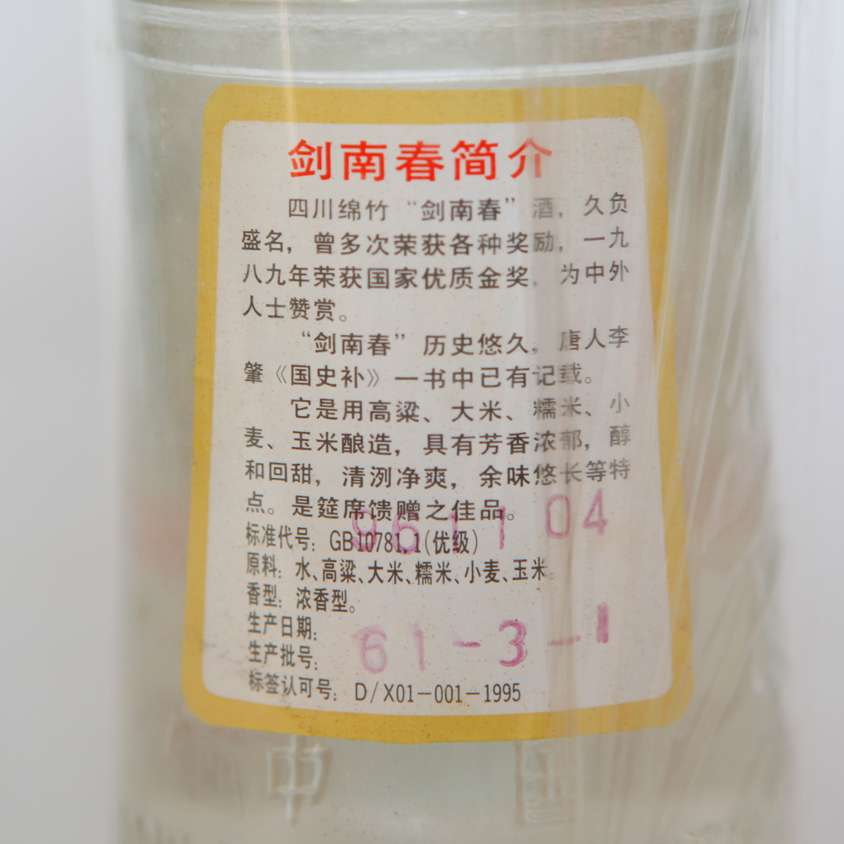 剑南春简介
四川绵竹“剑南春”酒，久负
盛名，曾多次荣获各种奖励，一九
八九年荣获国家优质金奖，为中外
人士赞赏。
“剑南春”历史悠久，唐人李
肇《国史补》一书中已有记载。
它是用高粱、大米、糯米、小
麦、玉米酿造，具有芳香浓郁，醇
和回甜，清洌净爽，余味悠长等特
点。是筵席馈赠之佳品。
961104
标准代号：GB10781.1(优级)
原料：水、高粱、大米、糯米、小麦、玉米。
香型：浓香型。
生产日期：
生产批号：61-3-1
标签认可号：D/X01-001-1995
中国